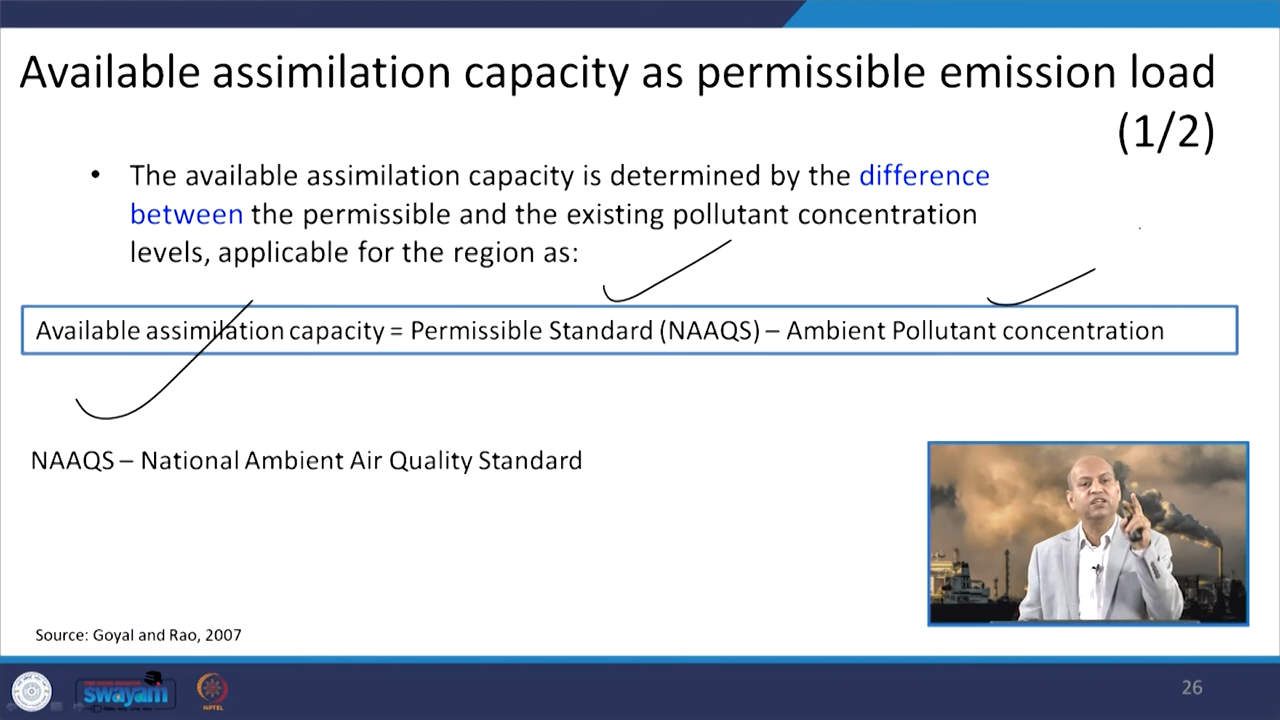 Available assimilation capacity as permissible emission load
(1/2)
• The available assimilation capacity is determined by the difference
between the permissible and the existing pollutant concentration
levels, applicable for the region as:
Available assimilation capacity = Permissible Standard (NAAQS) – Ambient Pollutant concentration
NAAQS – National Ambient Air Quality Standard
Source: Goyal and Rao, 2007
swayam
NPTEL
26